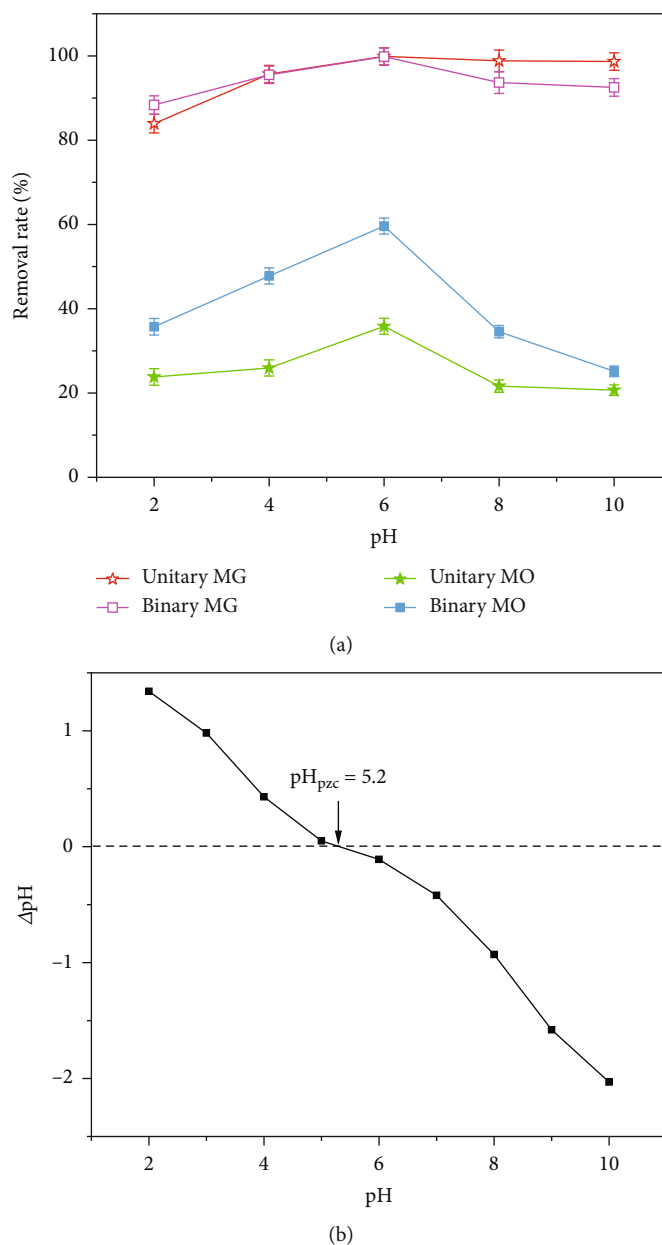 100
80
60
40
20
0
Removal rate (%)
2 4 6 8 10
pH
Unitary MG Unitary MO
Binary MG Binary MO
(a)
1
0
−1
−2
ΔpH
pHpzc = 5.2
2 4 6 8 10
pH
(b)